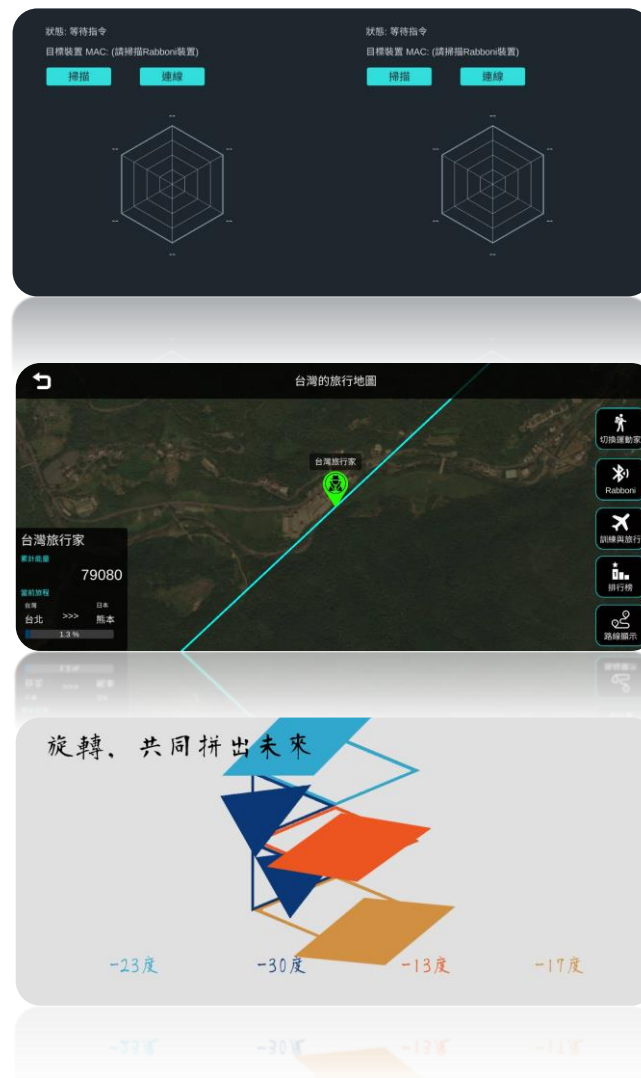 狀態: 等待指令
目標裝置 MAC: (請掃描Rabboni裝置)
掃描 連線
-- -- -- -- -- --
狀態: 等待指令
目標裝置 MAC: (請掃描Rabboni裝置)
掃描 連線
-- -- -- -- -- --
台灣的旅行地圖
台灣旅行家
切換運動家
Rabboni
訓練與旅行
排行榜
路線顯示
台灣旅行家
累計能量
79080
當前旅程
台灣 日本
台北 >>> 熊本
1.3 %
旋轉, 共同拼出未來
-23度 -30度 -13度 -17度